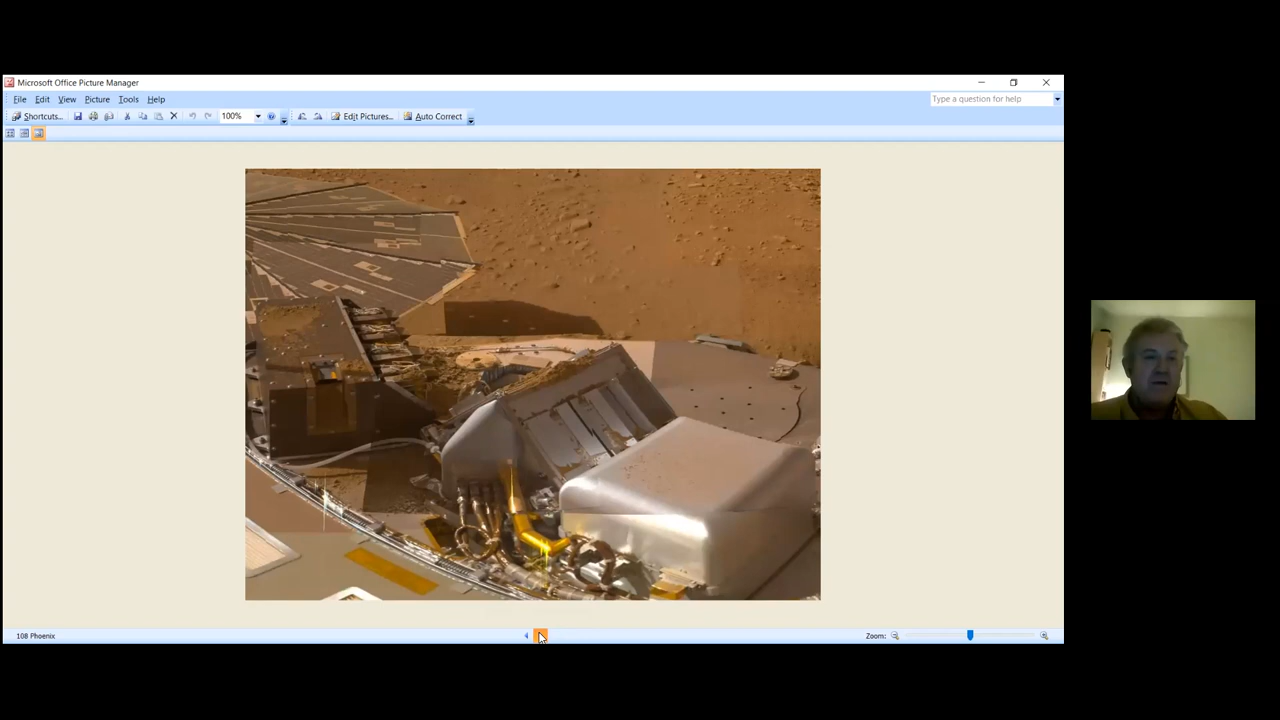 Microsoft Office Picture Manager
File Edit View Picture Tools Help
Type a question for help
Shortcuts...
100%
Edit Pictures...
Auto Correct
108 Phoenix
Zoom: